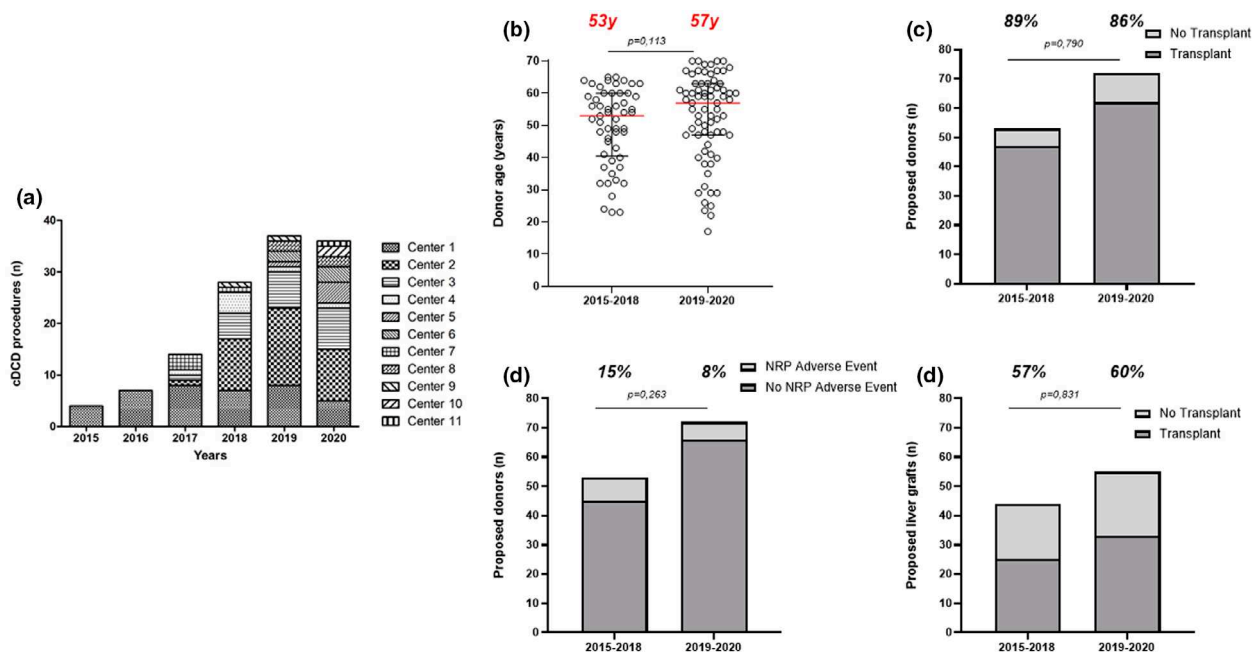 (a)
cDCD procedures (n)
40
30
20
10
0
2015 2016 2017 2018 2019 2020
Years
Center 1
Center 2
Center 3
Center 4
Center 5
Center 6
Center 7
Center 8
Center 9
Center 10
Center 11
(b)
53y 57y
p=0,113
Donor age (years)
70
60
50
40
30
20
10
0
2015-2018 2019-2020
(c)
89% 86%
No Transplant
Transplant
p=0,790
Proposed donors (n)
80
70
60
50
40
30
20
10
0
2015-2018 2019-2020
(d)
15% 8%
NRP Adverse Event
No NRP Adverse Event
p=0,263
Proposed donors (n)
80
70
60
50
40
30
20
10
0
2015-2018 2019-2020
(d)
57% 60%
No Transplant
Transplant
p=0,831
Proposed liver grafts (n)
80
70
60
50
40
30
20
10
0
2015-2018 2019-2020